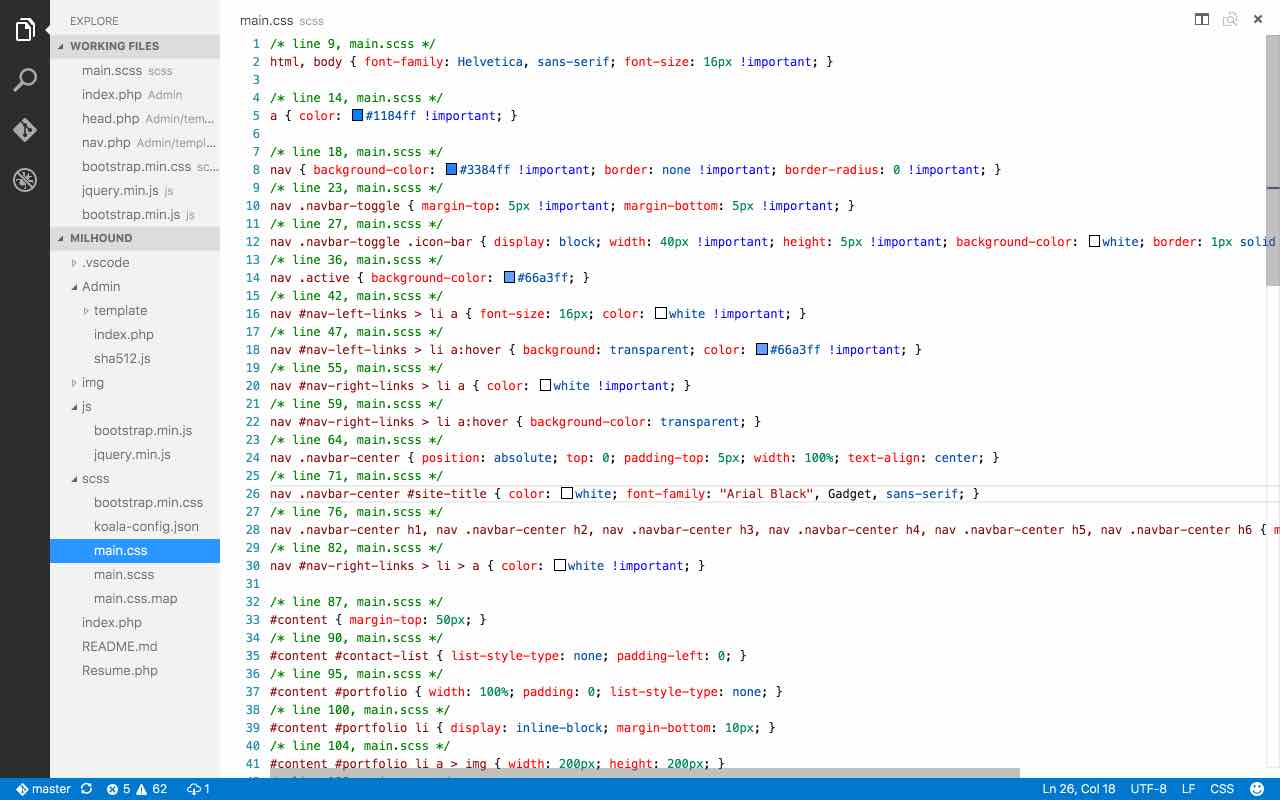 EXPLORE
WORKING FILES
main.scss scss
index.php Admin
head.php Admin/tem...
nav.php Admin/templ...
bootstrap.min.css sc...
jquery.min.js js
bootstrap.min.js js
MILHOUND
.vscode
Admin
template
index.php
sha512.js
img
js
bootstrap.min.js
jquery.min.js
scss
bootstrap.min.css
koala-config.json
main.css
main.scss
main.css.map
index.php
README.md
Resume.php
main.css scss
1 /* line 9, main.scss */
2 html, body { font-family: Helvetica, sans-serif; font-size: 16px !important; }
3
4 /* line 14, main.scss */
5 a { color: #1184ff !important; }
6
7 /* line 18, main.scss */
8 nav { background-color: #3384ff !important; border: none !important; border-radius: 0 !important; }
9 /* line 23, main.scss */
10 nav .navbar-toggle { margin-top: 5px !important; margin-bottom: 5px !important; }
11 /* line 27, main.scss */
12 nav .navbar-toggle .icon-bar { display: block; width: 40px !important; height: 5px !important; background-color: white; border: 1px solid
13 /* line 36, main.scss */
14 nav .active { background-color: #66a3ff; }
15 /* line 42, main.scss */
16 nav #nav-left-links > li a { font-size: 16px; color: white !important; }
17 /* line 47, main.scss */
18 nav #nav-left-links > li a:hover { background: transparent; color: #66a3ff !important; }
19 /* line 55, main.scss */
20 nav #nav-right-links > li a { color: white !important; }
21 /* line 59, main.scss */
22 nav #nav-right-links > li a:hover { background-color: transparent; }
23 /* line 64, main.scss */
24 nav .navbar-center { position: absolute; top: 0; padding-top: 5px; width: 100%; text-align: center; }
25 /* line 71, main.scss */
26 nav .navbar-center #site-title { color: white; font-family: "Arial Black", Gadget, sans-serif; }
27 /* line 76, main.scss */
28 nav .navbar-center h1, nav .navbar-center h2, nav .navbar-center h3, nav .navbar-center h4, nav .navbar-center h5, nav .navbar-center h6 { m
29 /* line 82, main.scss */
30 nav #nav-right-links > li > a { color: white !important; }
31
32 /* line 87, main.scss */
33 #content { margin-top: 50px; }
34 /* line 90, main.scss */
35 #content #contact-list { list-style-type: none; padding-left: 0; }
36 /* line 95, main.scss */
37 #content #portfolio { width: 100%; padding: 0; list-style-type: none; }
38 /* line 100, main.scss */
39 #content #portfolio li { display: inline-block; margin-bottom: 10px; }
40 /* line 104, main.scss */
41 #content #portfolio li a > img { width: 200px; height: 200px; }
master 5 62 1 Ln 26, Col 18 UTF-8 LF CSS